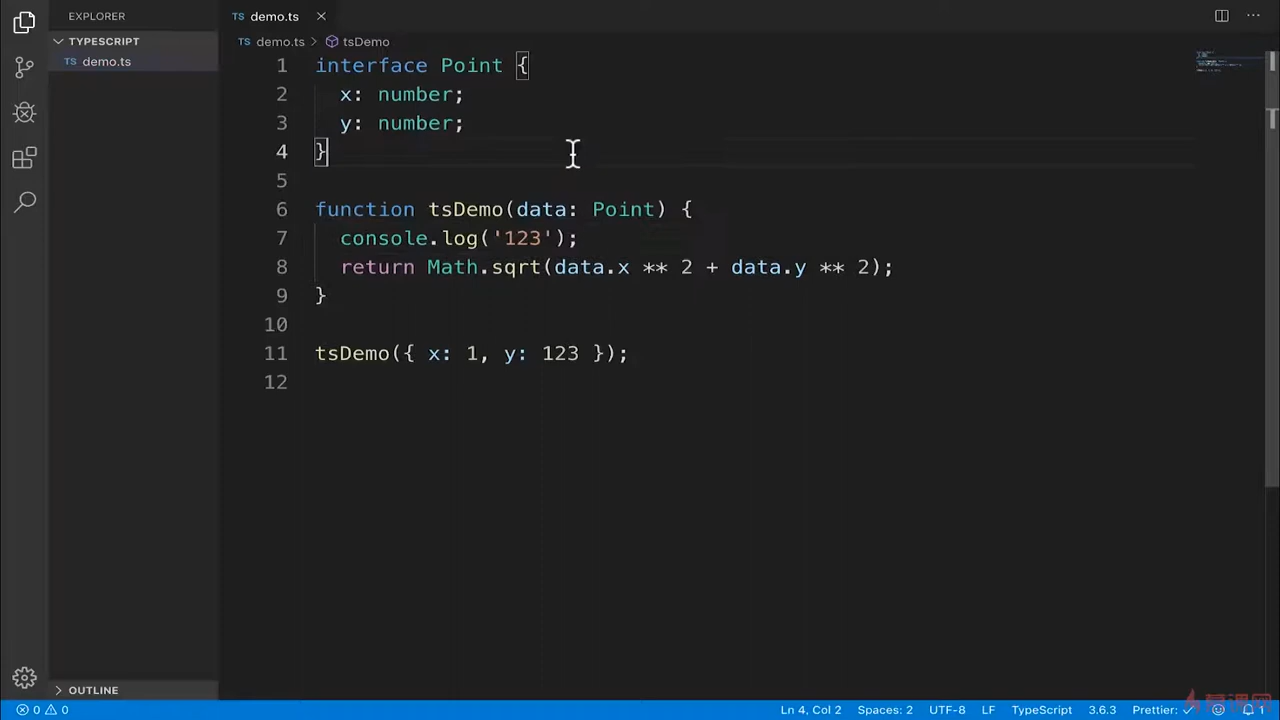 EXPLORER
TYPESCRIPT
TS demo.ts
TS demo.ts
TS demo.ts > tsDemo
1 interface Point {
2 x: number;
3 y: number;
4 }
5
6 function tsDemo(data: Point) {
7 console.log('123');
8 return Math.sqrt(data.x ** 2 + data.y ** 2);
9 }
10
11 tsDemo({ x: 1, y: 123 });
12
OUTLINE
0 0 Ln 4, Col 2 Spaces: 2 UTF-8 LF TypeScript 3.6.3 Prettier: ✓ 1
慕课网